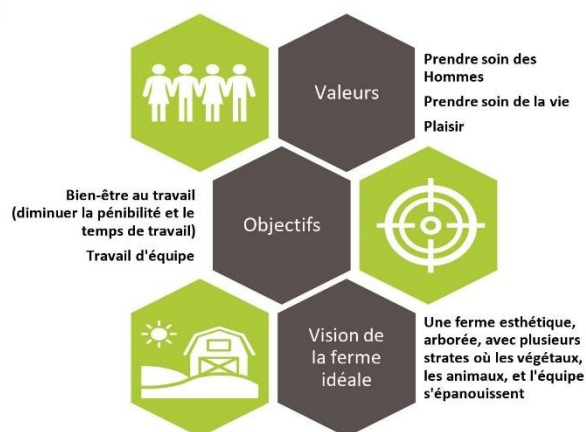 Valeurs
Prendre soin des
Hommes
Prendre soin de la vie
Plaisir
Bien-être au travail
(diminuer la pénibilité et le
temps de travail)
Travail d'équipe
Objectifs
Vision de
la ferme
idéale
Une ferme esthétique,
arborée, avec plusieurs
strates où les végétaux,
les animaux, et l'équipe
s'épanouissent